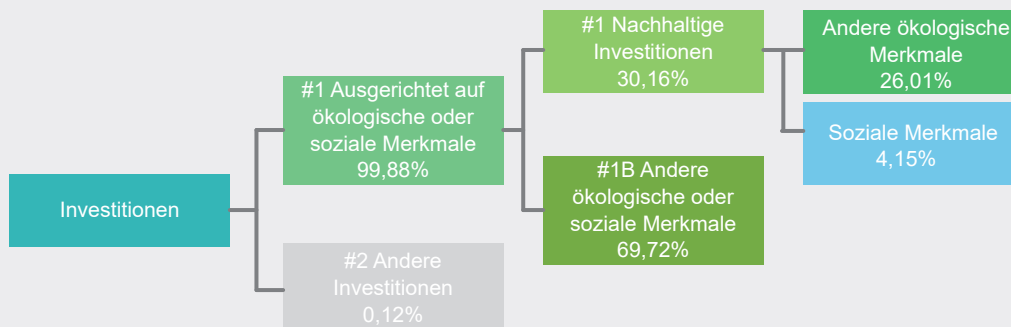 Investitionen
#1 Ausgerichtet auf
ökologische oder
soziale Merkmale
99,88%
#2 Andere
Investitionen
0,12%
#1 Nachhaltige
Investitionen
30,16%
#1B Andere
ökologische oder
soziale Merkmale
69,72%
Andere ökologische
Merkmale
26,01%
Soziale Merkmale
4,15%